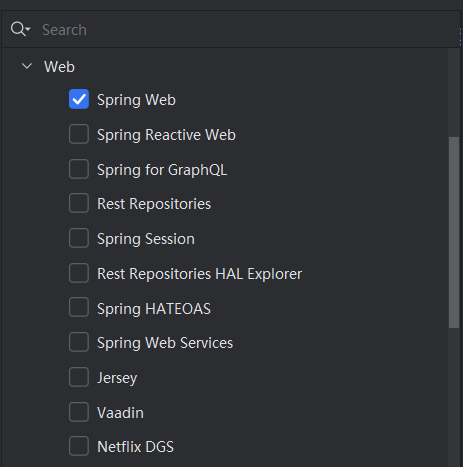 Search
Web
Spring Web
Spring Reactive Web
Spring for GraphQL
Rest Repositories
Spring Session
Rest Repositories HAL Explorer
Spring HATEOAS
Spring Web Services
Jersey
Vaadin
Netflix DGS